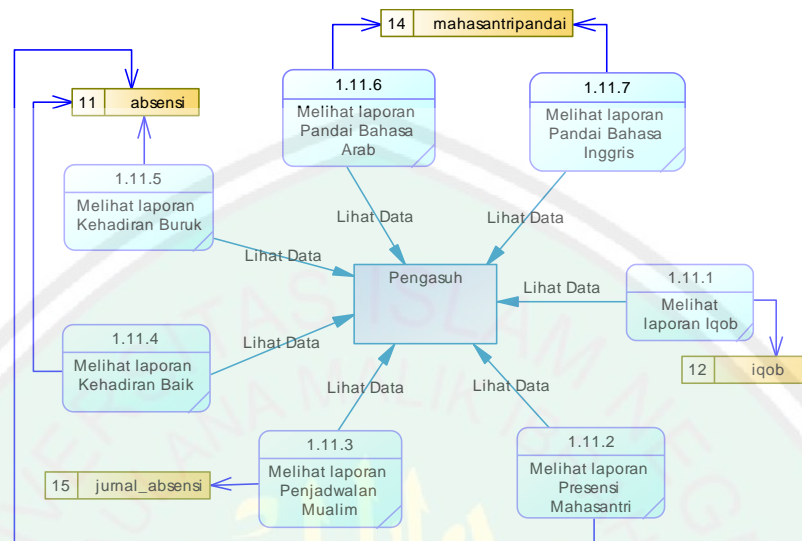 14 mahasantripandai
11 absensi
1.11.6
Melihat laporan
Pandai Bahasa
Arab
1.11.7
Melihat laporan
Pandai Bahasa
Inggris
1.11.5
Melihat laporan
Kehadiran Buruk
Lihat Data
Lihat Data
Lihat Data
Pengasuh
1.11.1
Melihat
laporan Iqob
Lihat Data
12 iqob
1.11.4
Melihat laporan
Kehadiran Baik
Lihat Data
Lihat Data
Lihat Data
1.11.3
Melihat laporan
Penjadwalan
Mualim
1.11.2
Melihat laporan
Presensi
Mahasantri
15 jurnal_absensi